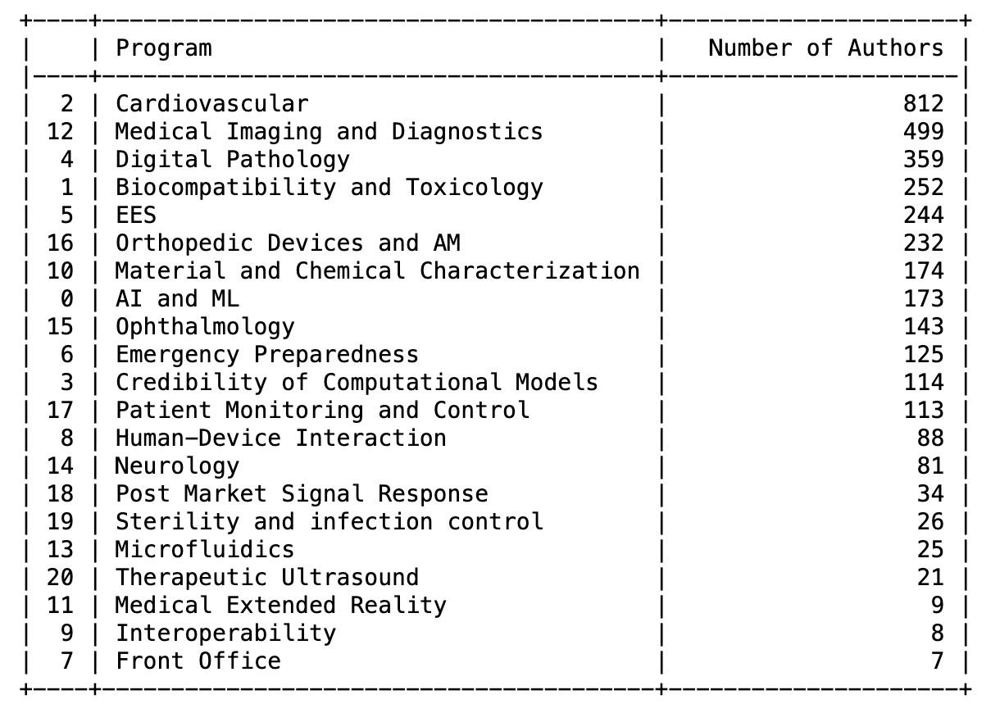 +----+----------------------------------------+---------------------+
|    | Program                                |   Number of Authors |
|----+----------------------------------------+---------------------|
|  2 | Cardiovascular                         |                 812 |
| 12 | Medical Imaging and Diagnostics        |                 499 |
|  4 | Digital Pathology                      |                 359 |
|  1 | Biocompatibility and Toxicology        |                 252 |
|  5 | EES                                    |                 244 |
| 16 | Orthopedic Devices and AM              |                 232 |
| 10 | Material and Chemical Characterization |                 174 |
|  0 | AI and ML                              |                 173 |
| 15 | Ophthalmology                          |                 143 |
|  6 | Emergency Preparedness                 |                 125 |
|  3 | Credibility of Computational Models    |                 114 |
| 17 | Patient Monitoring and Control         |                 113 |
|  8 | Human-Device Interaction               |                  88 |
| 14 | Neurology                              |                  81 |
| 18 | Post Market Signal Response            |                  34 |
| 19 | Sterility and infection control        |                  26 |
| 13 | Microfluidics                          |                  25 |
| 20 | Therapeutic Ultrasound                 |                  21 |
| 11 | Medical Extended Reality               |                   9 |
|  9 | Interoperability                       |                   8 |
|  7 | Front Office                           |                   7 |
+----+----------------------------------------+---------------------+